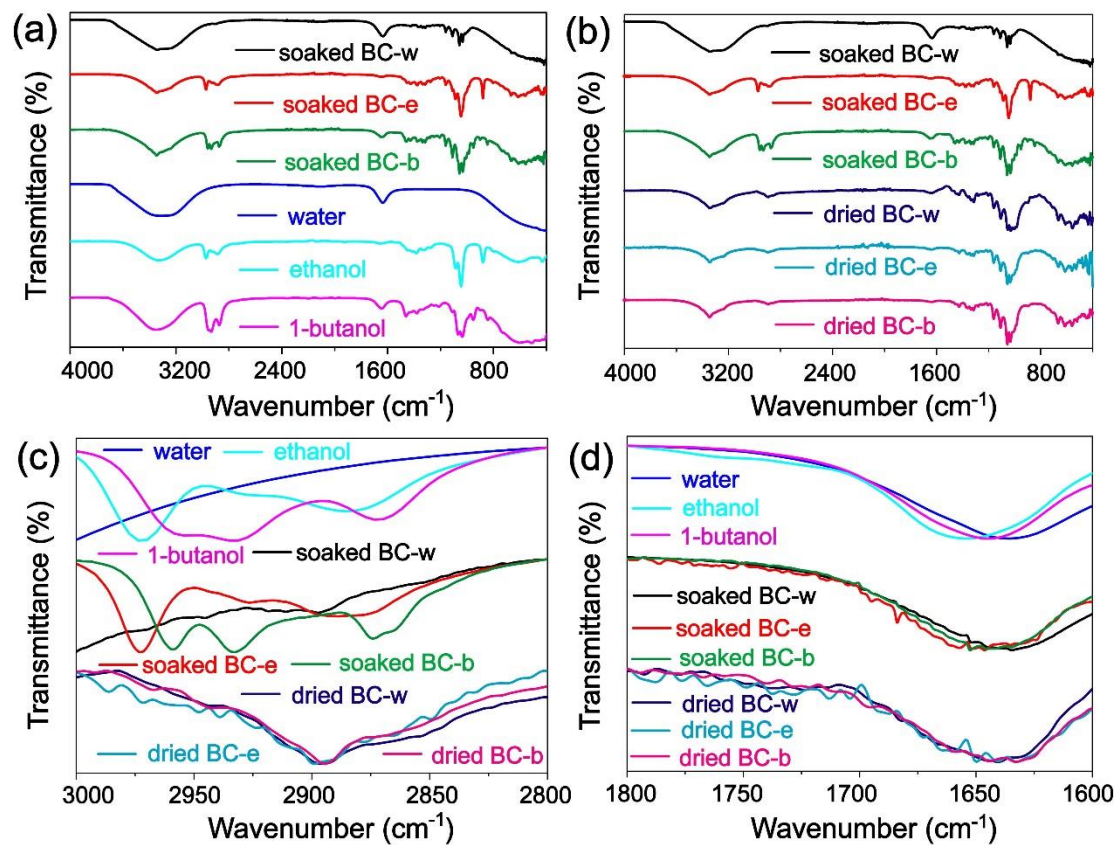 (a)
soaked BC-w
soaked BC-e
soaked BC-b
water
ethanol
1-butanol
Transmittance (%)
4000 3200 2400 1600 800
Wavenumber (cm⁻¹)
(b)
soaked BC-w
soaked BC-e
soaked BC-b
dried BC-w
dried BC-e
dried BC-b
Transmittance (%)
4000 3200 2400 1600 800
Wavenumber (cm⁻¹)
(c)
water ethanol
1-butanol soaked BC-w
soaked BC-e soaked BC-b
dried BC-w
dried BC-e dried BC-b
Transmittance (%)
3000 2950 2900 2850 2800
Wavenumber (cm⁻¹)
(d)
water
ethanol
1-butanol
soaked BC-w
soaked BC-e
soaked BC-b
dried BC-w
dried BC-e
dried BC-b
Transmittance (%)
1800 1750 1700 1650 1600
Wavenumber (cm⁻¹)